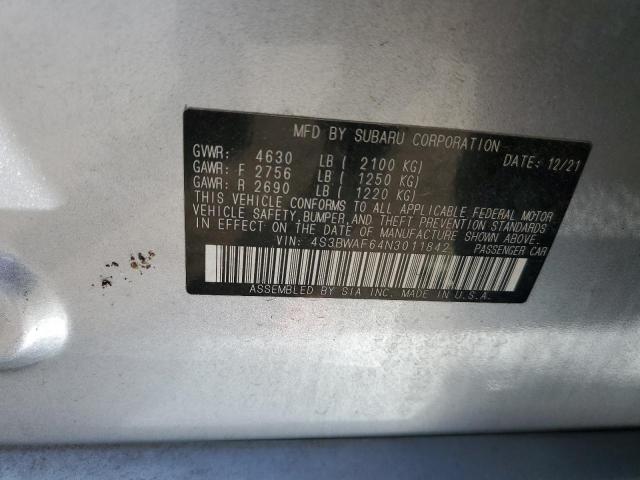 MFD BY SUBARU CORPORATION
GVWR: 4630 LB ( 2100 KG) DATE: 12/21
GAWR: F 2756 LB ( 1250 KG)
GAWR: R 2690 LB ( 1220 KG)
THIS VEHICLE CONFORMS TO ALL APPLICABLE FEDERAL MOTOR
VEHICLE SAFETY, BUMPER, AND THEFT PREVENTION STANDARDS
IN EFFECT ON THE DATE OF MANUFACTURE SHOWN ABOVE.
VIN: 4S3BWAF64N3011842 PASSENGER CAR
ASSEMBLED BY SIA INC. MADE IN U.S.A.